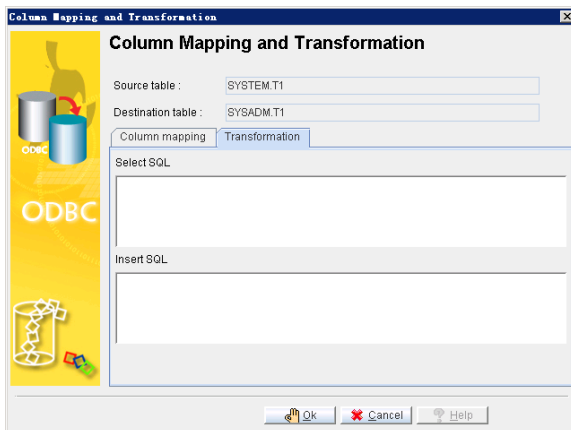 Column Mapping and Transformation
Column Mapping and Transformation
Source table : SYSTEM.T1
Destination table : SYSADM.T1
Column mapping Transformation
Select SQL
ODBC
ODBC
Insert SQL
Ok Cancel Help